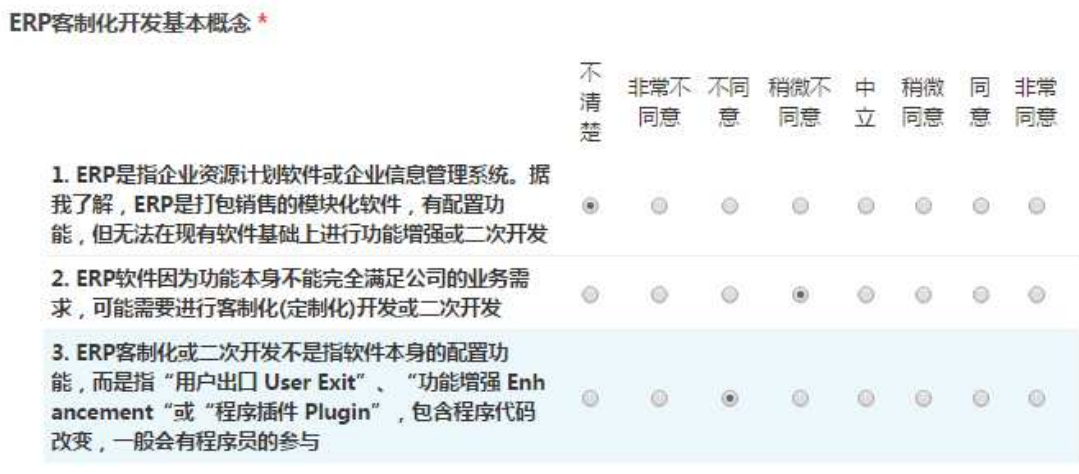 ERP客制化开发基本概念 *
不清楚 非常不同意 不同意 稍微不同意 中立 稍微同意 同意 非常同意
1. ERP是指企业资源计划软件或企业信息管理系统。据
我了解，ERP是打包销售的模块化软件，有配置功
能，但无法在现有软件基础上进行功能增强或二次开发
2. ERP软件因为功能本身不能完全满足公司的业务需
求，可能需要进行客制化(定制化)开发或二次开发
3. ERP客制化或二次开发不是指软件本身的配置功
能，而是指“用户出口 User Exit”、“功能增强 Enh
ancement “或“程序插件 Plugin”，包含程序代码
改变，一般会有程序员的参与